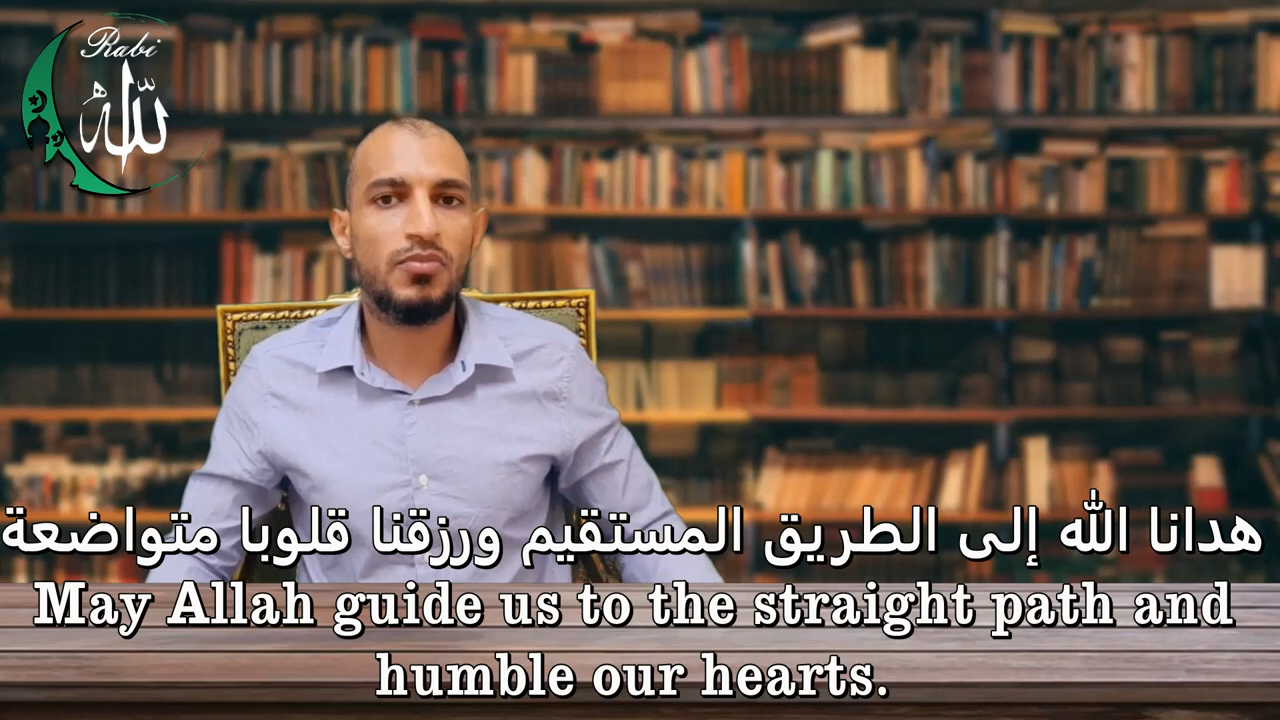 Rabi
الله
هدانا الله إلى الطريق المستقيم ورزقنا قلوبا متواضعة
May Allah guide us to the straight path and
humble our hearts.